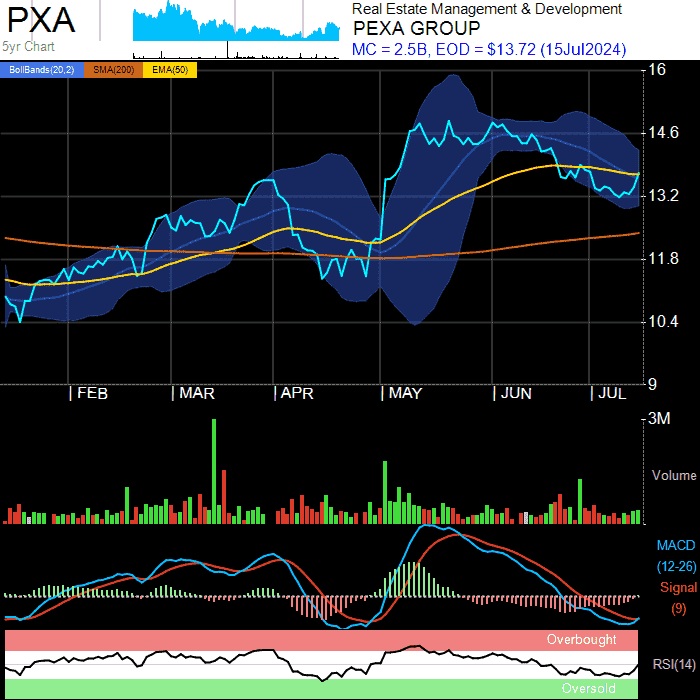 PXA
Real Estate Management & Development
PEXA GROUP
5yr Chart
MC = 2.5B, EOD = $13.72 (15Jul2024)
BollBands(20,2) SMA(200) EMA(50)
16
14.6
13.2
11.8
10.4
9
| FEB | MAR | APR | MAY | JUN | JUL
3M
Volume
MACD
(12-26)
Signal
(9)
Overbought
RSI(14)
Oversold